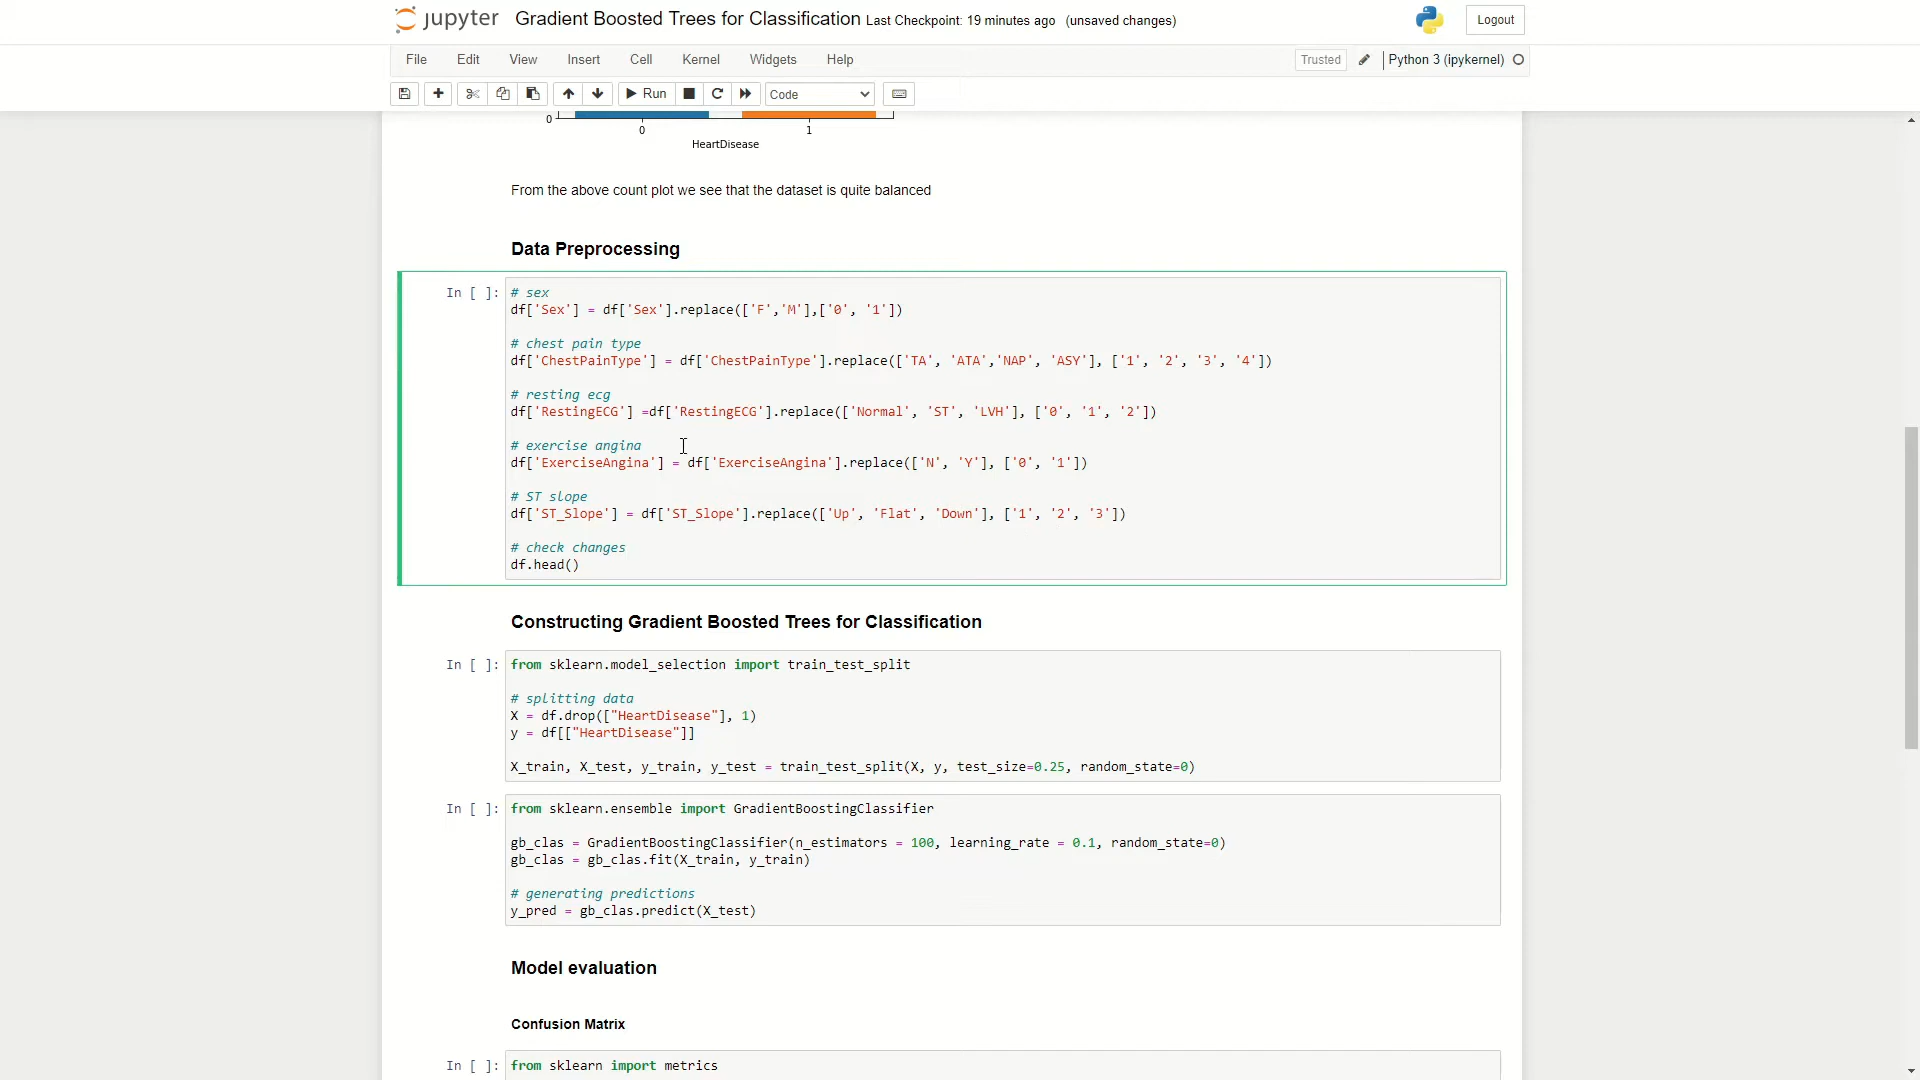 jupyter Gradient Boosted Trees for Classification Last Checkpoint: 19 minutes ago (unsaved changes) Logout
File Edit View Insert Cell Kernel Widgets Help Trusted Python 3 (ipykernel)
Run Code
0
0 1
HeartDisease
From the above count plot we see that the dataset is quite balanced
Data Preprocessing
In [ ]: # sex
df['Sex'] = df['Sex'].replace(['F','M'],['0', '1'])
# chest pain type
df['ChestPainType'] = df['ChestPainType'].replace(['TA', 'ATA','NAP', 'ASY'], ['1', '2', '3', '4'])
# resting ecg
df['RestingECG'] =df['RestingECG'].replace(['Normal', 'ST', 'LVH'], ['0', '1', '2'])
# exercise angina
df['ExerciseAngina'] = df['ExerciseAngina'].replace(['N', 'Y'], ['0', '1'])
# ST slope
df['ST_Slope'] = df['ST_Slope'].replace(['Up', 'Flat', 'Down'], ['1', '2', '3'])
# check changes
df.head()
Constructing Gradient Boosted Trees for Classification
In [ ]: from sklearn.model_selection import train_test_split
# splitting data
X = df.drop(["HeartDisease"], 1)
y = df[["HeartDisease"]]
X_train, X_test, y_train, y_test = train_test_split(X, y, test_size=0.25, random_state=0)
In [ ]: from sklearn.ensemble import GradientBoostingClassifier
gb_clas = GradientBoostingClassifier(n_estimators = 100, learning_rate = 0.1, random_state=0)
gb_clas = gb_clas.fit(X_train, y_train)
# generating predictions
y_pred = gb_clas.predict(X_test)
Model evaluation
Confusion Matrix
In [ ]: from sklearn import metrics